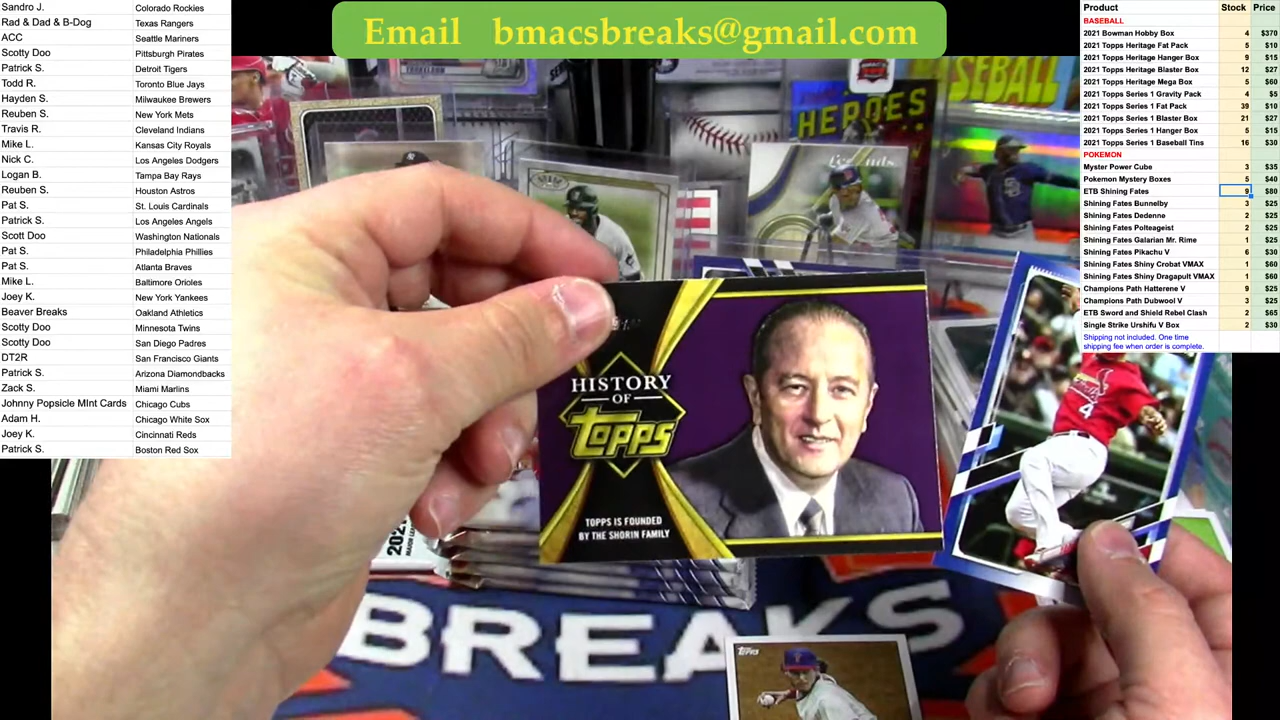 Email bmacsbreaks@gmail.com
Sandro J. Colorado Rockies
Rad & Dad & B-Dog Texas Rangers
ACC Seattle Mariners
Scotty Doo Pittsburgh Pirates
Patrick S. Detroit Tigers
Todd R. Toronto Blue Jays
Hayden S. Milwaukee Brewers
Reuben S. New York Mets
Travis R. Cleveland Indians
Mike L. Kansas City Royals
Nick C. Los Angeles Dodgers
Logan B. Tampa Bay Rays
Reuben S. Houston Astros
Pat S. St. Louis Cardinals
Patrick S. Los Angeles Angels
Scott Doo Washington Nationals
Pat S. Philadelphia Phillies
Pat S. Atlanta Braves
Mike L. Baltimore Orioles
Joey K. New York Yankees
Beaver Breaks Oakland Athletics
Scotty Doo Minnesota Twins
Scotty Doo San Diego Padres
DT2R San Francisco Giants
Patrick S. Arizona Diamondbacks
Zack S. Miami Marlins
Johnny Popsicle MInt Cards Chicago Cubs
Adam H. Chicago White Sox
Joey K. Cincinnati Reds
Patrick S. Boston Red Sox
Product Stock Price
BASEBALL
2021 Bowman Hobby Box 4 $370
2021 Topps Heritage Fat Pack 5 $10
2021 Topps Heritage Hanger Box 9 $15
2021 Topps Heritage Blaster Box 12 $27
2021 Topps Heritage Mega Box 5 $60
2021 Topps Series 1 Gravity Pack 4 $5
2021 Topps Series 1 Fat Pack 39 $10
2021 Topps Series 1 Blaster Box 21 $27
2021 Topps Series 1 Hanger Box 5 $15
2021 Topps Series 1 Baseball Tins 16 $30
POKEMON
Myster Power Cube 3 $35
Pokemon Mystery Boxes 5 $40
ETB Shining Fates 9 $80
Shining Fates Bunnelby 3 $25
Shining Fates Dedenne 2 $25
Shining Fates Polteageist 2 $25
Shining Fates Galarian Mr. Rime 1 $25
Shining Fates Pikachu V 6 $30
Shining Fates Shiny Crobat VMAX 1 $60
Shining Fates Shiny Dragapult VMAX 1 $60
Champions Path Hatterene V 9 $25
Champions Path Dubwool V 3 $25
ETB Sword and Shield Rebel Clash 2 $65
Single Strike Urshifu V Box 2 $30
Shipping not included. One time
shipping fee when order is complete.
HEROES
SEBALL
HISTORY
OF
topps
TOPPS IS FOUNDED
BY THE SHORIN FAMILY
4
BREAKS
topps